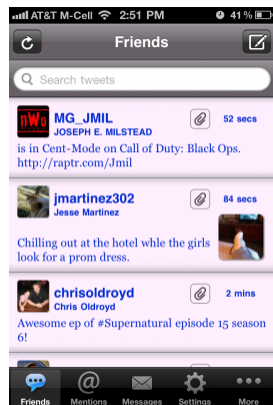 AT&T M-Cell 2:51 PM 41%
Friends
Search tweets
nWo
MG_JMIL 52 secs
JOSEPH E. MILSTEAD
is in Cent-Mode on Call of Duty: Black Ops.
http://raptr.com/Jmil
jmartinez302 84 secs
Jesse Martinez
Chilling out at the hotel whle the girls
look for a prom dress.
chrisoldroyd 2 mins
Chris Oldroyd
Awesome ep of #Supernatural episode 15 season
6!
Friends Mentions Messages Settings More